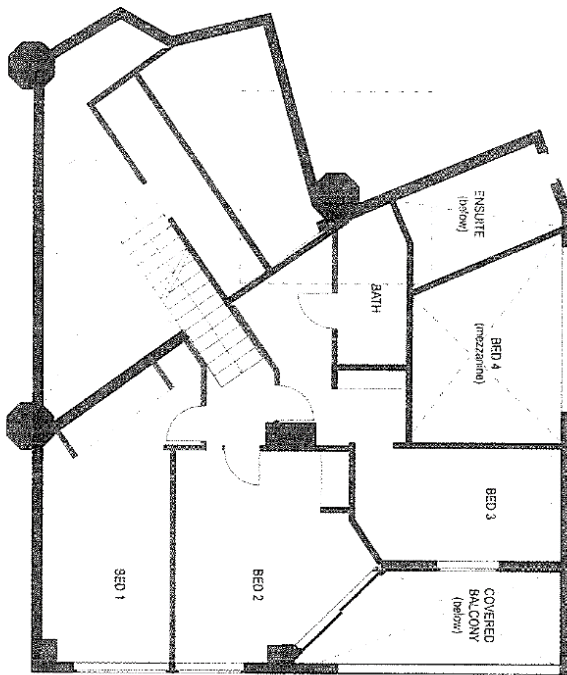 ENSUITE
(below)
BATH
BED 4
(mezzanine)
BED 3
BED 1
BED 2
COVERED
BALCONY
(below)